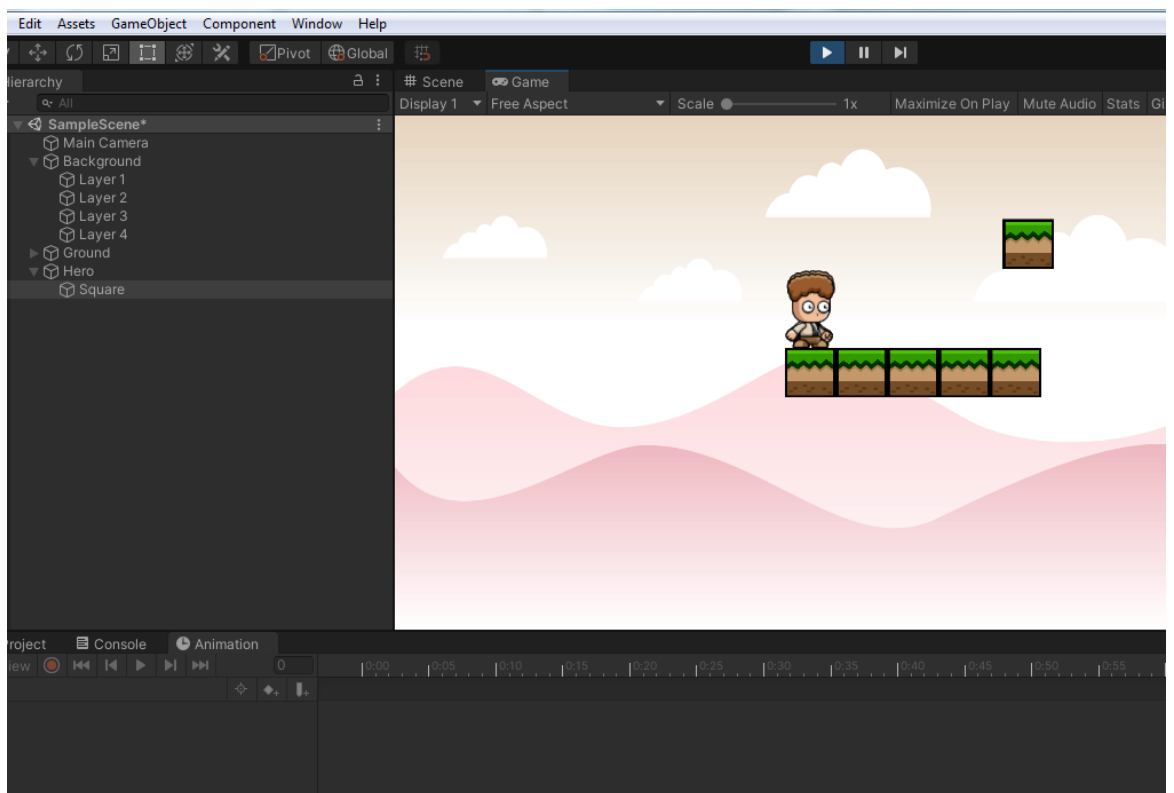 Edit Assets GameObject Component Window Help
Pivot Global
Hierarchy
Scene Game
All
Display 1 Free Aspect Scale 1x Maximize On Play Mute Audio Stats Gi
SampleScene*
Main Camera
Background
Layer 1
Layer 2
Layer 3
Layer 4
Ground
Hero
Square
roject Console Animation
iew 0 0:00 0:05 0:10 0:15 0:20 0:25 0:30 0:35 0:40 0:45 0:50 0:55